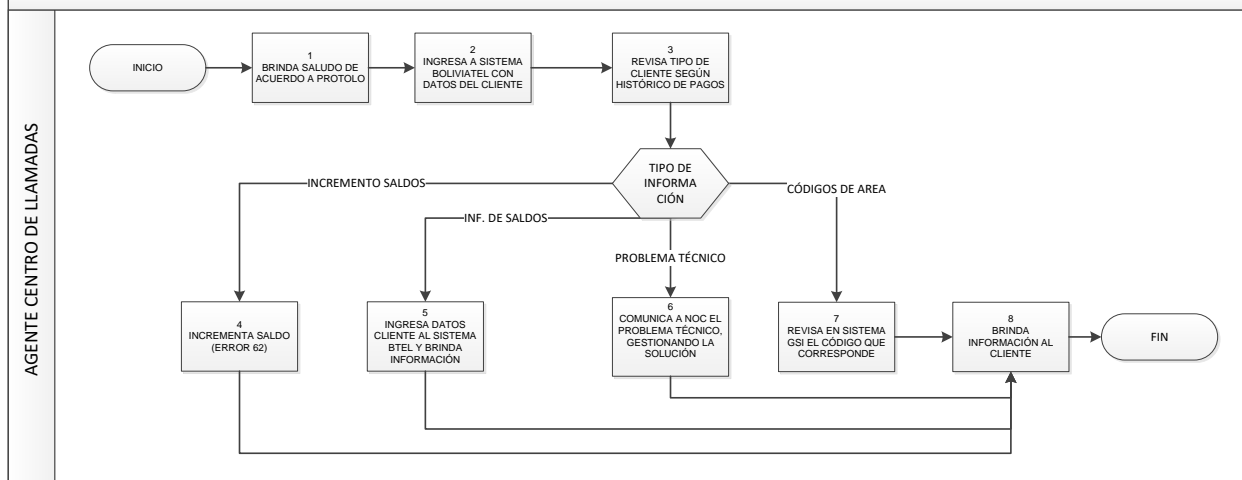 AGENTE CENTRO DE LLAMADAS
INICIO
1
BRINDA SALUDO DE
ACUERDO A PROTOLO
2
INGRESA A SISTEMA
BOLIVIATEL CON
DATOS DEL CLIENTE
3
REVISA TIPO DE
CLIENTE SEGÚN
HISTÓRICO DE PAGOS
TIPO DE
INFORMA
CIÓN
INCREMENTO SALDOS
INF. DE SALDOS
PROBLEMA TÉCNICO
CÓDIGOS DE AREA
4
INCREMENTA SALDO
(ERROR 62)
5
INGRESA DATOS
CLIENTE AL SISTEMA
BTEL Y BRINDA
INFORMACIÓN
6
COMUNICA A NOC EL
PROBLEMA TÉCNICO,
GESTIONANDO LA
SOLUCIÓN
7
REVISA EN SISTEMA
GSI EL CÓDIGO QUE
CORRESPONDE
8
BRINDA
INFORMACIÓN AL
CLIENTE
FIN